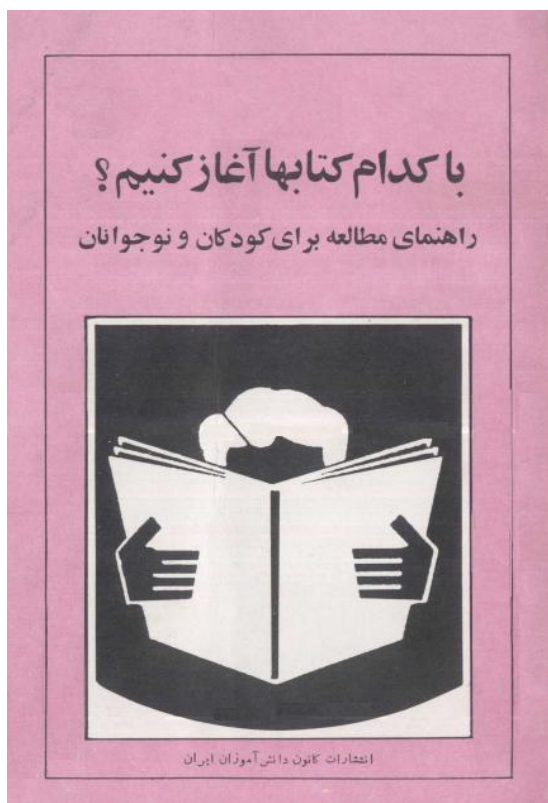 با کدام کتابها آغاز کنیم؟
راهنمای مطالعه برای کودکان و نوجوانان
انتشارات کانون دانش‌آموزان ایران